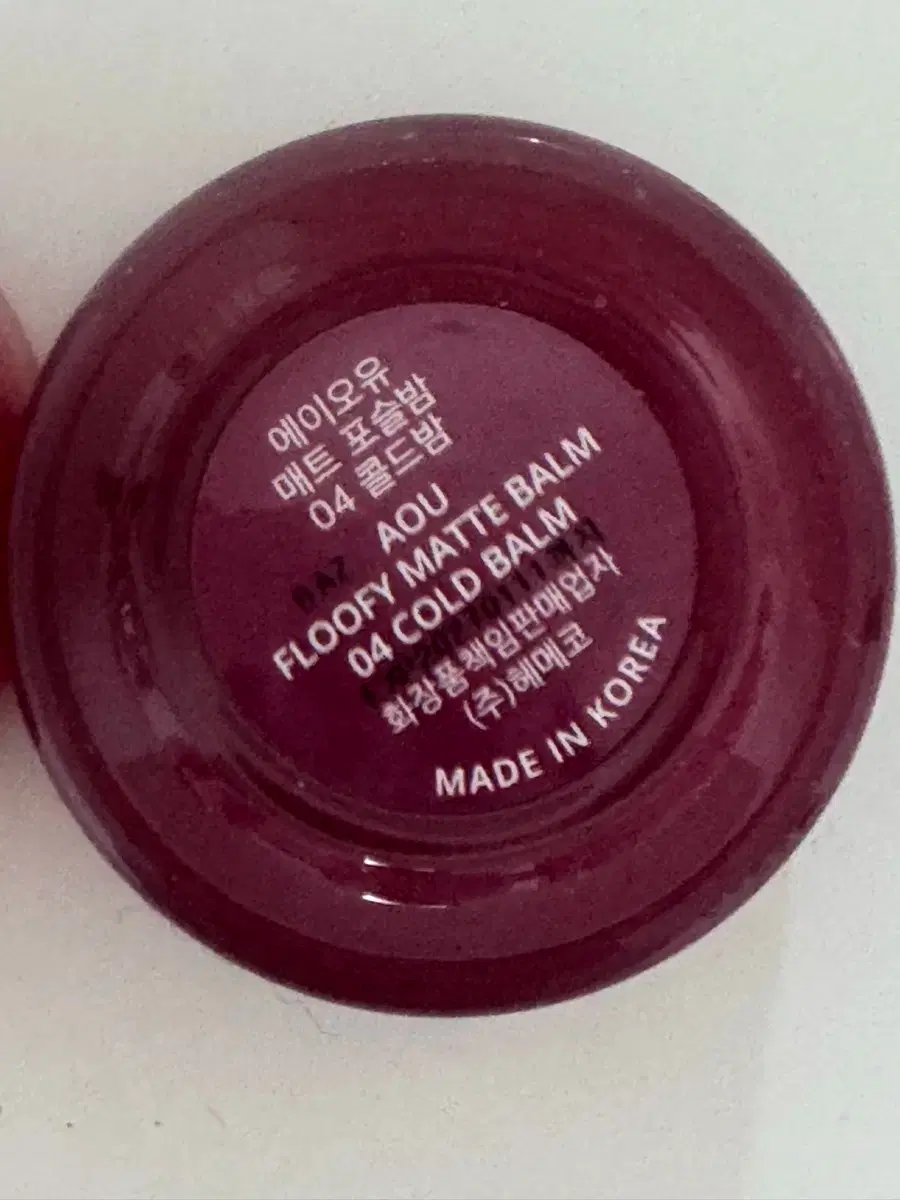 에이오유
매트 포슬밤
04 콜드밤
AOU
FLOOFY MATTE BALM
04 COLD BALM
화장품책임판매업자
(주)헤메코
MADE IN KOREA